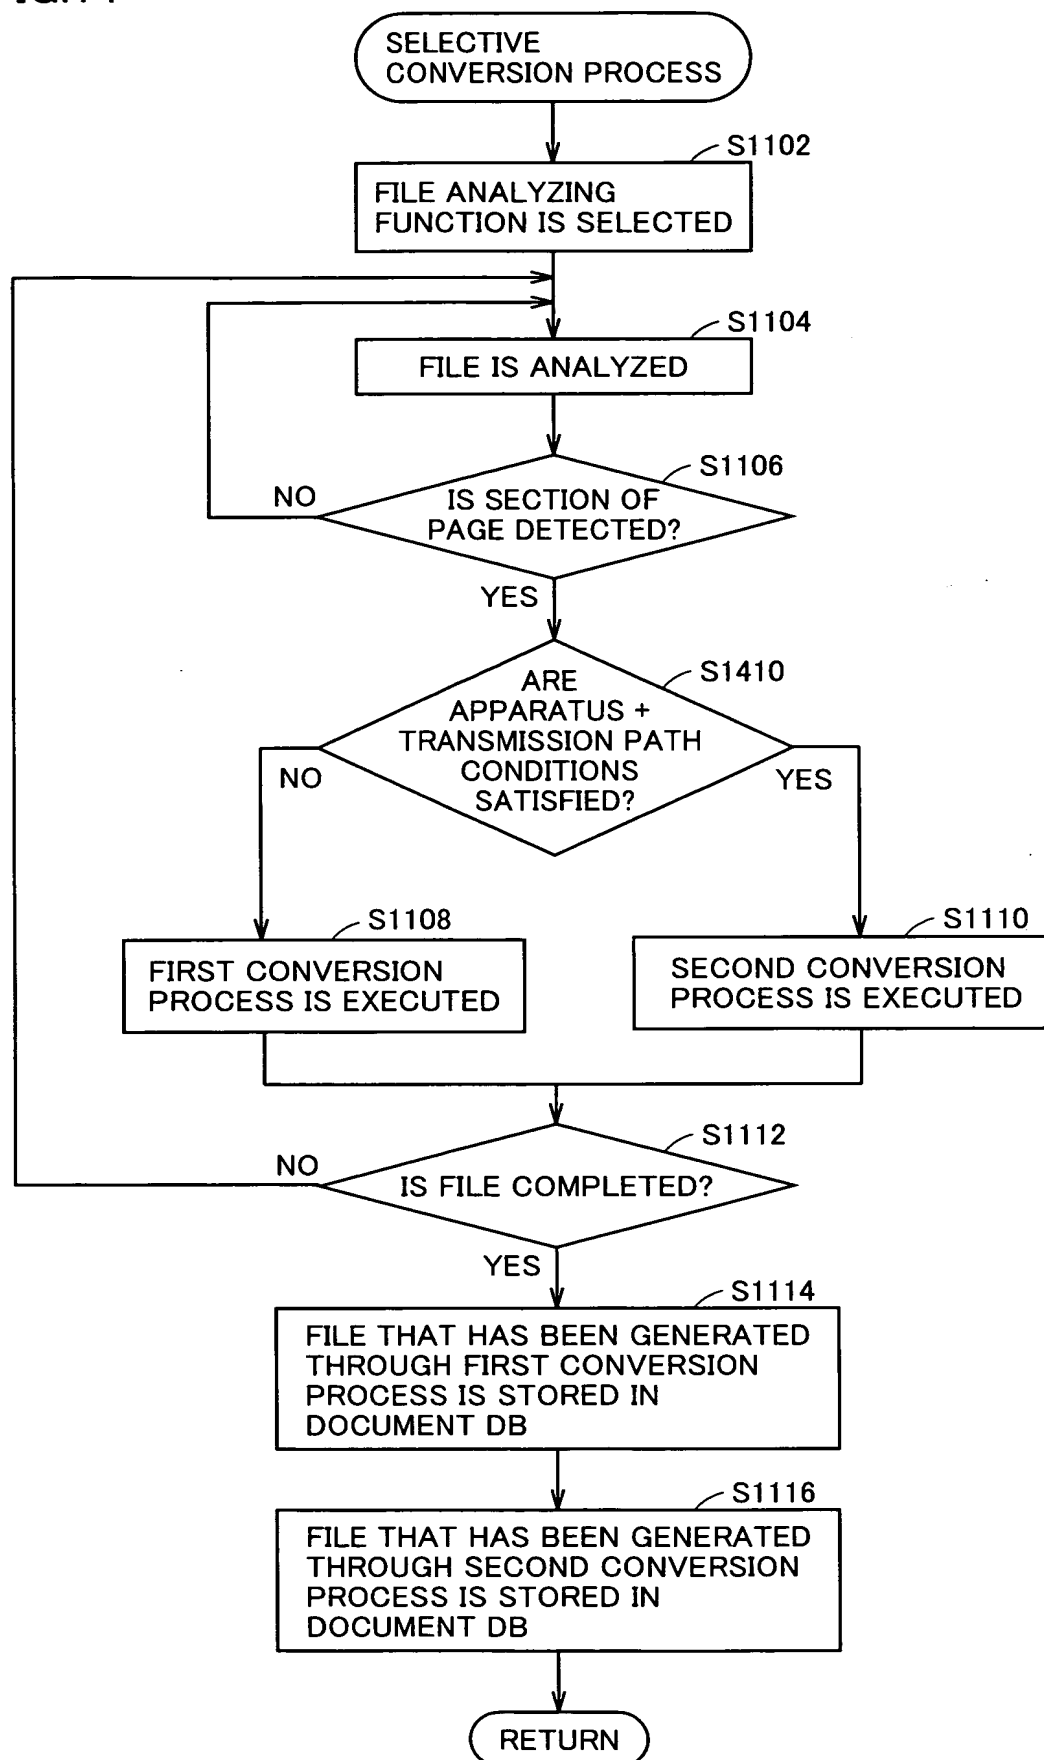 SELECTIVE
CONVERSION PROCESS
S1102
FILE ANALYZING
FUNCTION IS SELECTED
S1104
FILE IS ANALYZED
S1106
NO
IS SECTION OF
PAGE DETECTED?
YES
S1410
ARE
APPARATUS +
TRANSMISSION PATH
CONDITIONS
SATISFIED?
NO
YES
S1108
FIRST CONVERSION
PROCESS IS EXECUTED
S1110
SECOND CONVERSION
PROCESS IS EXECUTED
S1112
NO
IS FILE COMPLETED?
YES
S1114
FILE THAT HAS BEEN GENERATED
THROUGH FIRST CONVERSION
PROCESS IS STORED IN
DOCUMENT DB
S1116
FILE THAT HAS BEEN GENERATED
THROUGH SECOND CONVERSION
PROCESS IS STORED IN
DOCUMENT DB
RETURN